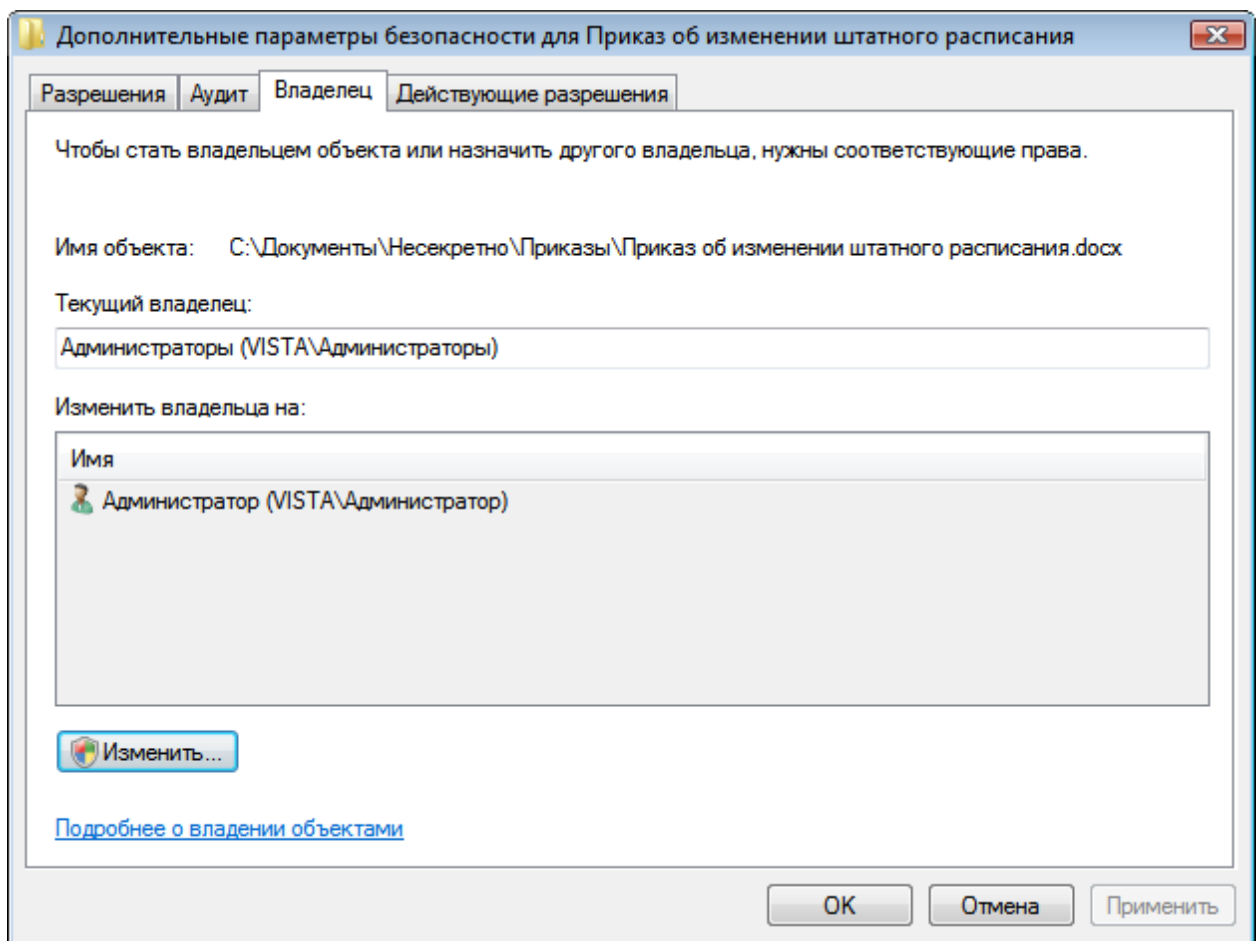 Дополнительные параметры безопасности для Приказ об изменении штатного расписания
Разрешения Аудит Владелец Действующие разрешения
Чтобы стать владельцем объекта или назначить другого владельца, нужны соответствующие права.
Имя объекта: C:\Документы\Несекретно\Приказы\Приказ об изменении штатного расписания.docx
Текущий владелец:
Администраторы (VISTA\Администраторы)
Изменить владельца на:
Имя
Администратор (VISTA\Администратор)
Изменить...
Подробнее о владении объектами
ОК Отмена Применить